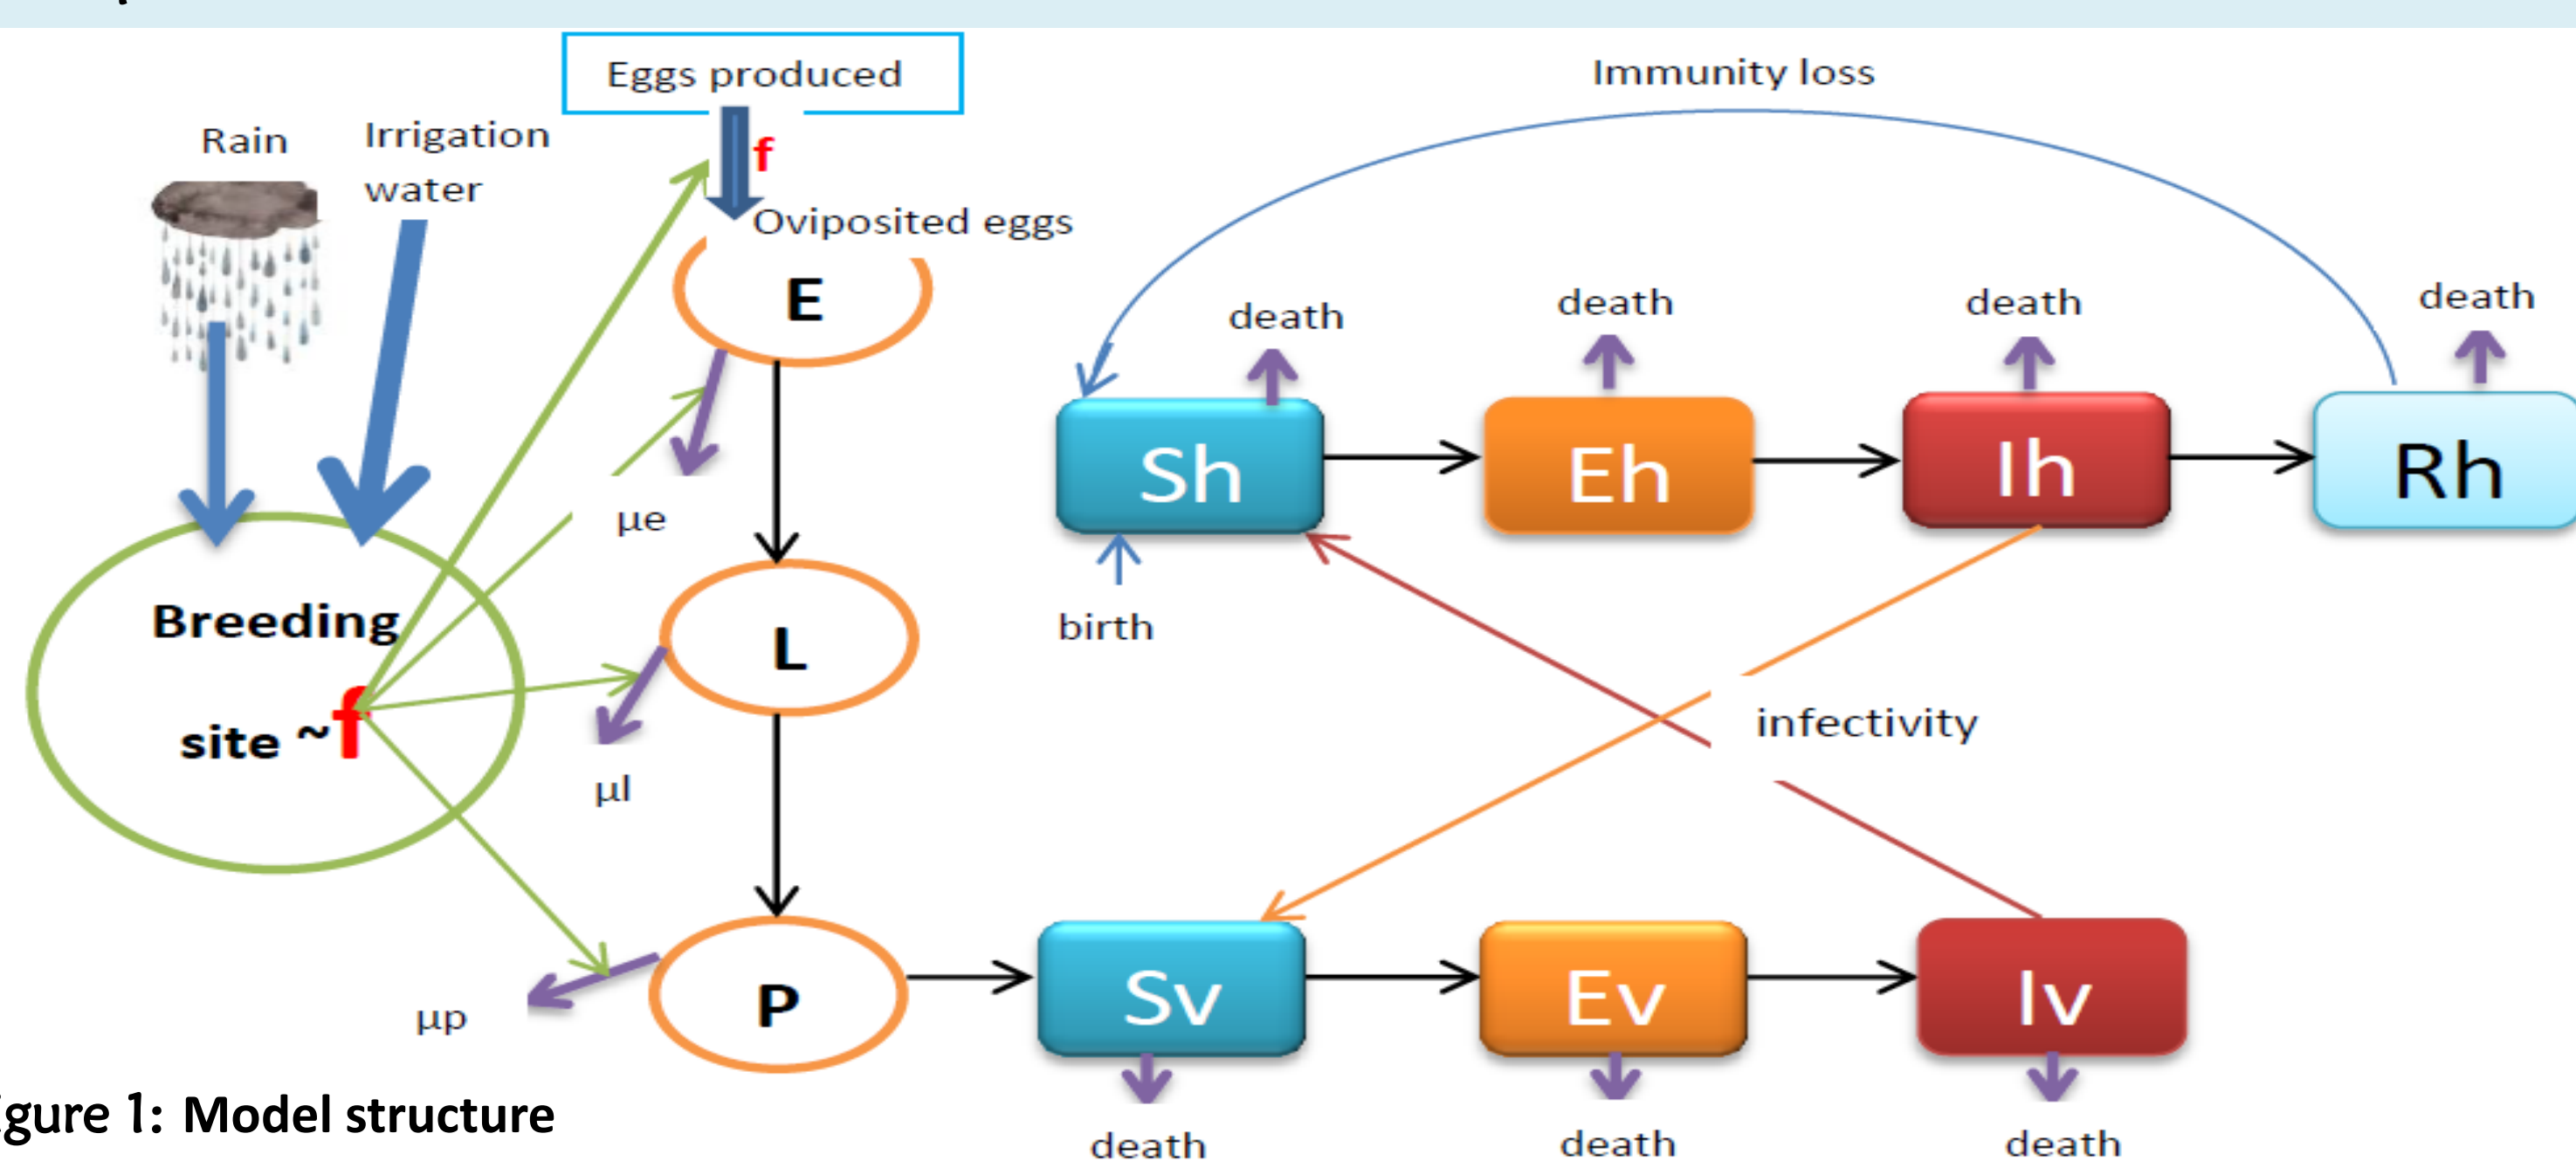 Eggs produced
Immunity loss
Rain
Irrigation
water
f
Oviposited eggs
E
death
death
death
death
Sh
Eh
Ih
Rh
µe
Breeding
site ~f
L
birth
infectivity
µl
P
µp
Sv
Ev
Iv
death
death
death
igure 1: Model structure